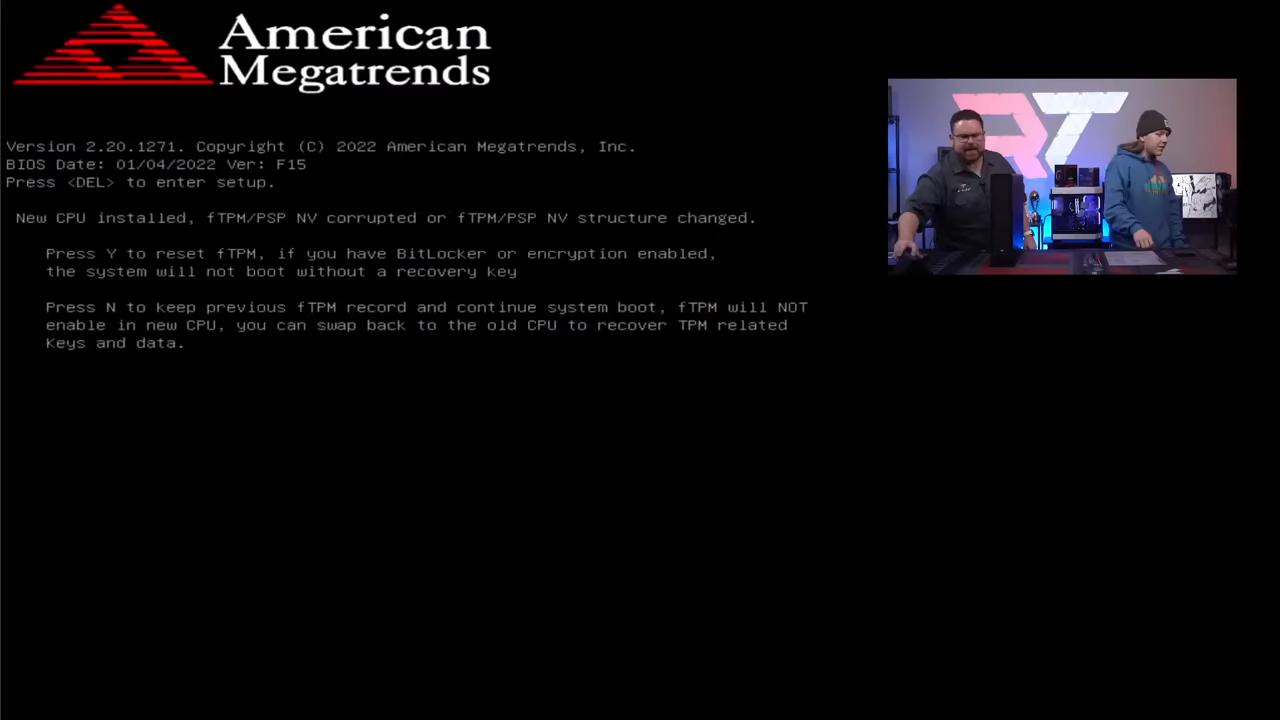 American
Megatrends
Version 2.20.1271. Copyright (C) 2022 American Megatrends, Inc.
BIOS Date: 01/04/2022 Ver: F15
Press <DEL> to enter setup.
New CPU installed, fTPM/PSP NV corrupted or fTPM/PSP NV structure changed.
Press Y to reset fTPM, if you have BitLocker or encryption enabled,
the system will not boot without a recovery key
Press N to keep previous fTPM record and continue system boot, fTPM will NOT
enable in new CPU, you can swap back to the old CPU to recover TPM related
Keys and data.
RT